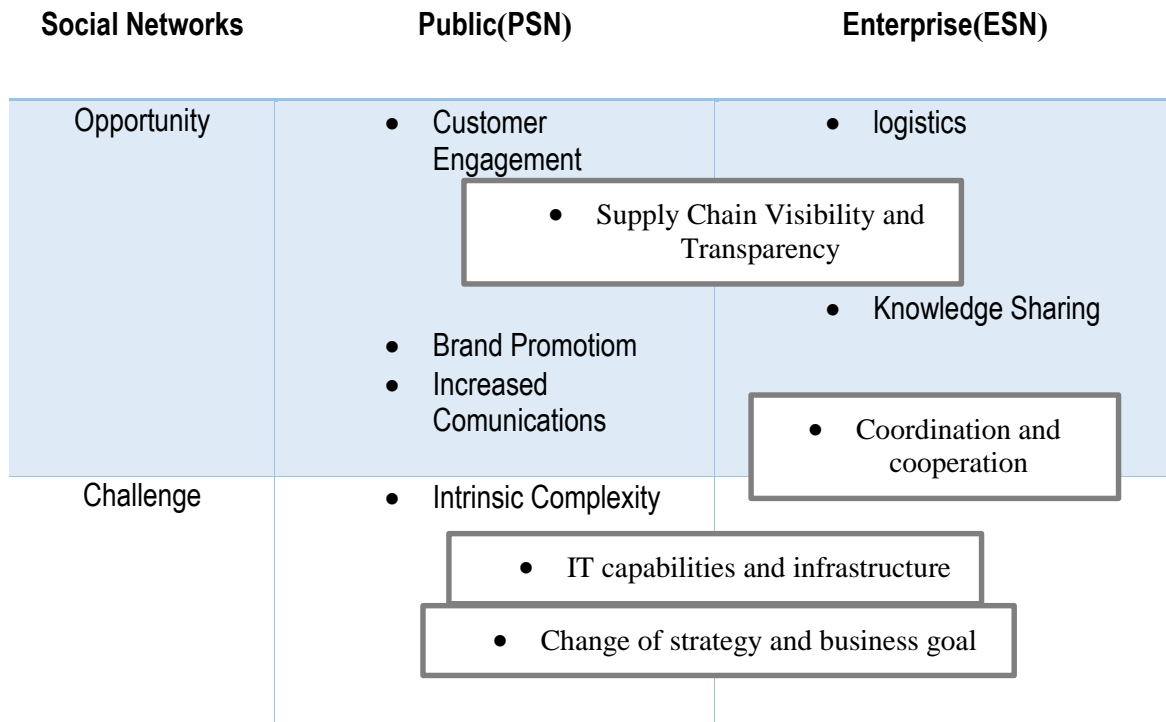 Social Networks Public(PSN) Enterprise(ESN)
Opportunity • Customer • logistics
Engagement
• Supply Chain Visibility and
Transparency
• Knowledge Sharing
• Brand Promotiom
• Increased
Comunications
• Coordination and
cooperation
Challenge • Intrinsic Complexity
• IT capabilities and infrastructure
• Change of strategy and business goal